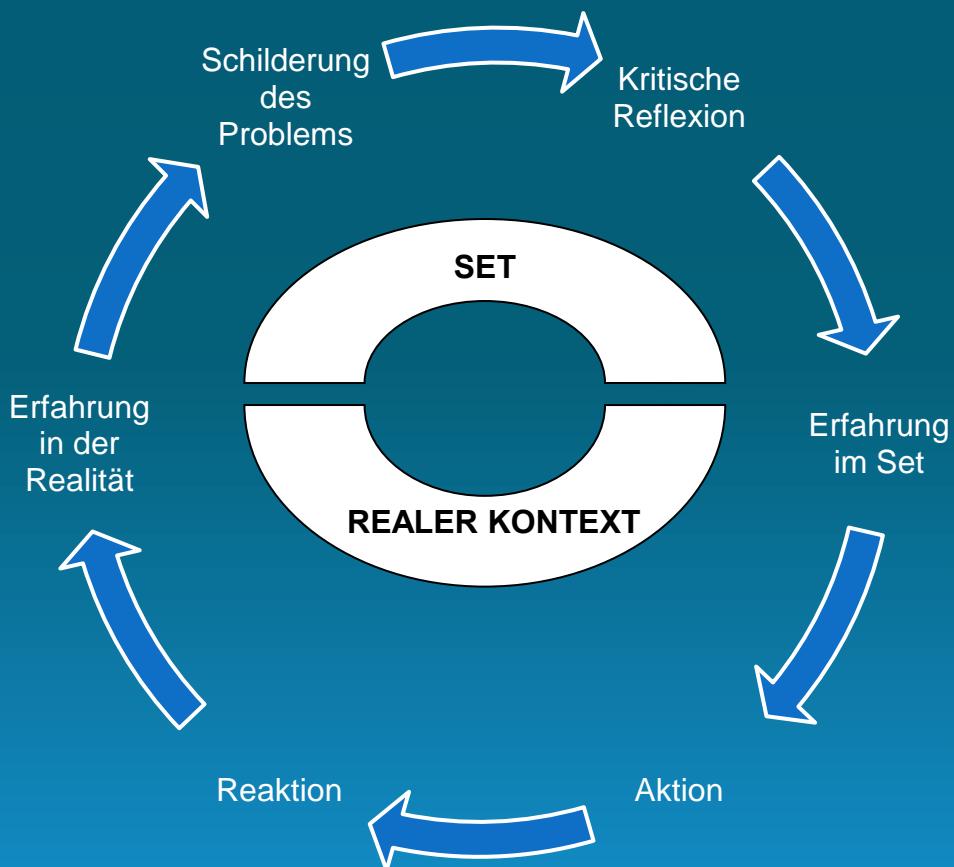 Schilderung
des
Problems
Kritische
Reflexion
SET
Erfahrung
in der
Realität
Erfahrung
im Set
REALER KONTEXT
Reaktion
Aktion